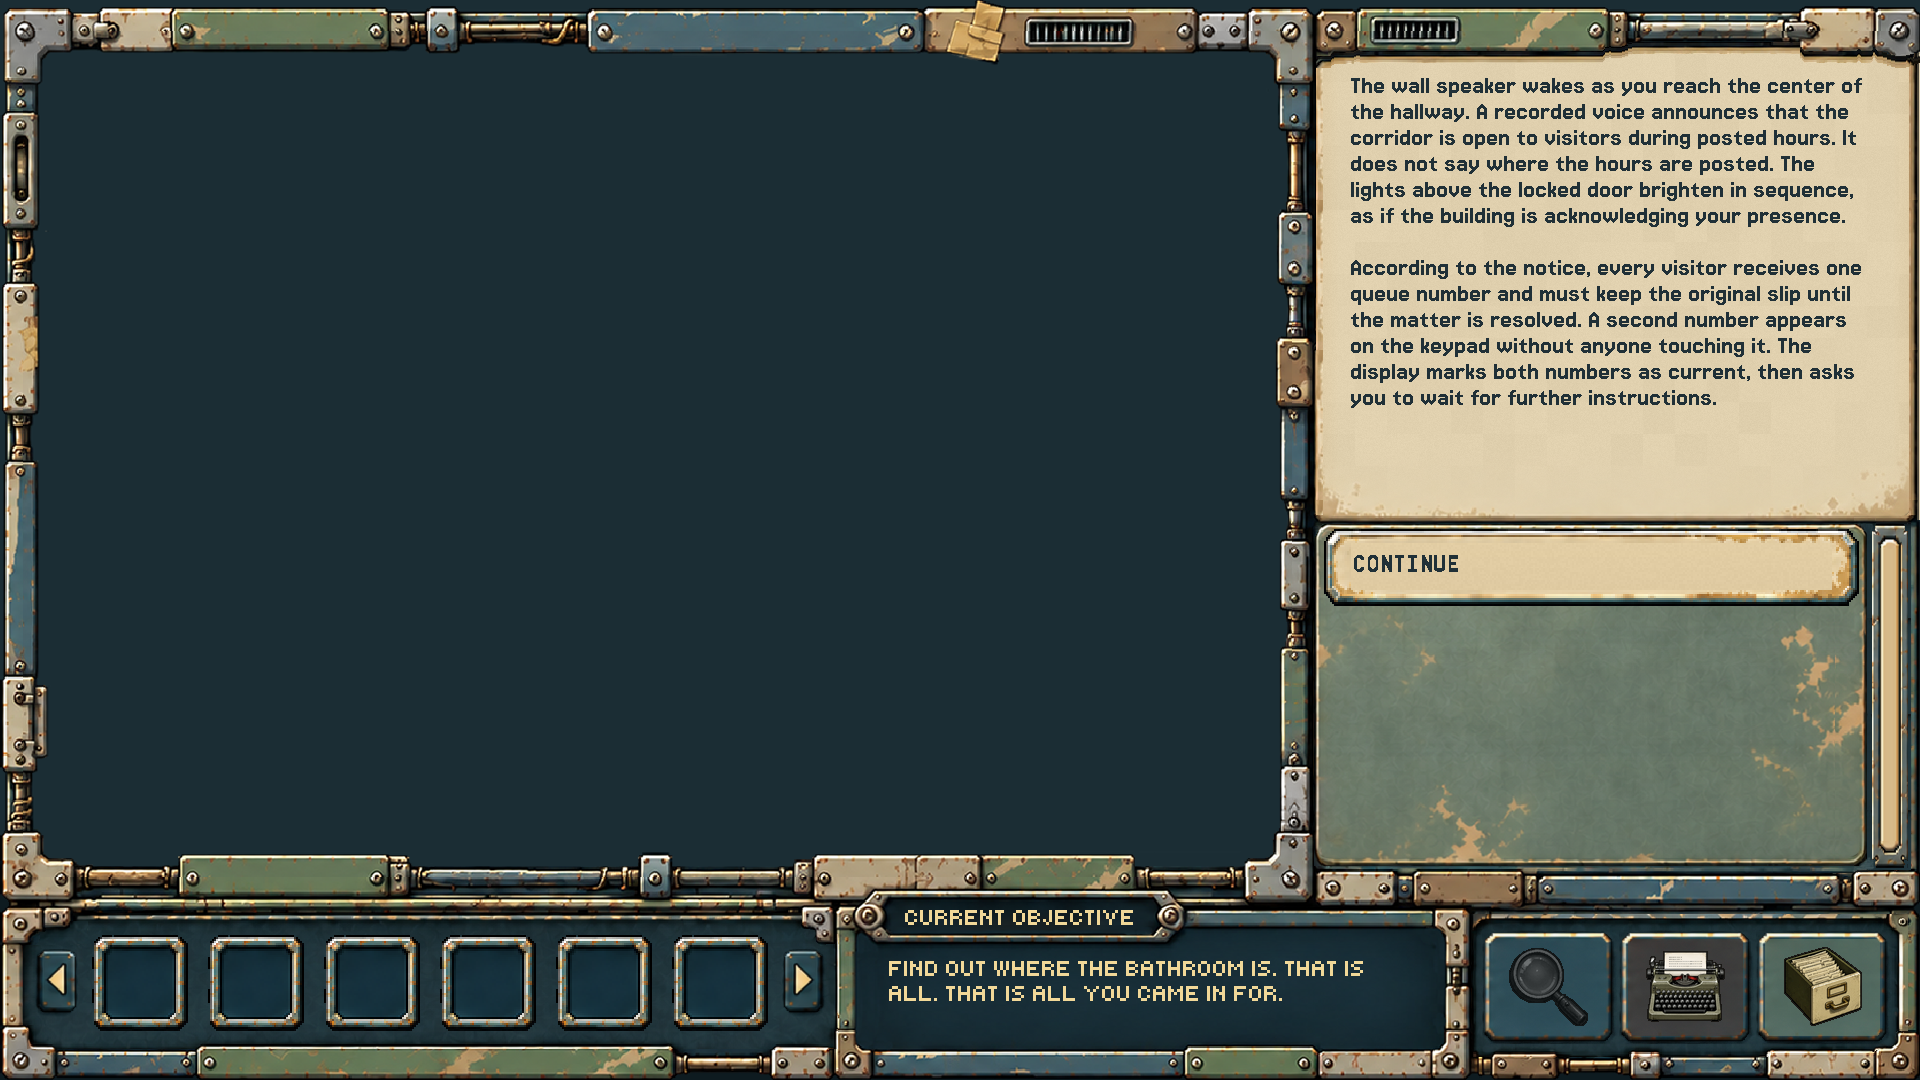 The wall speaker wakes as you reach the center of
the hallway. A recorded voice announces that the
corridor is open to visitors during posted hours. It
does not say where the hours are posted. The
lights above the locked door brighten in sequence,
as if the building is acknowledging your presence.
According to the notice, every visitor receives one
queue number and must keep the original slip until
the matter is resolved. A second number appears
on the keypad without anyone touching it. The
display marks both numbers as current, then asks
you to wait for further instructions.
CONTINUE
CURRENT OBJECTIVE
FIND OUT WHERE THE BATHROOM IS. THAT IS
ALL. THAT IS ALL YOU CAME IN FOR.